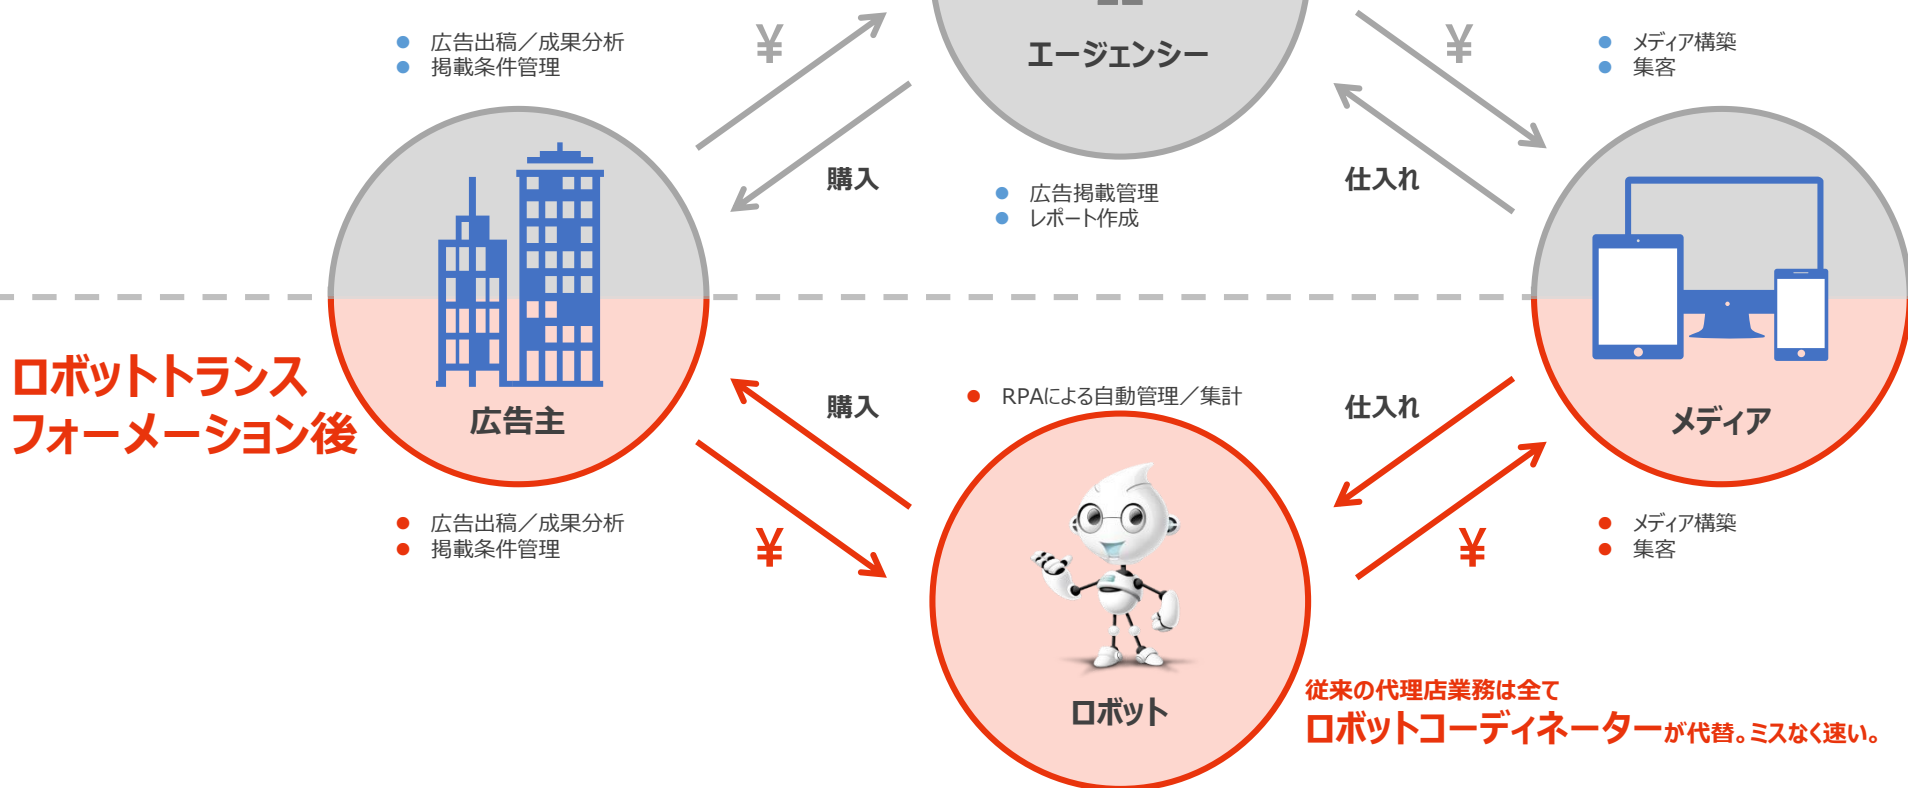 広告出稿／成果分析
掲載条件管理
¥
エージェンシー
¥
メディア構築
集客
購入
広告掲載管理
レポート作成
仕入れ
ロボットトランス
フォーメーション後
広告主
購入
RPAによる自動管理／集計
仕入れ
メディア
広告出稿／成果分析
掲載条件管理
¥
¥
メディア構築
集客
ロボット
従来の代理店業務は全て
ロボットコーディネーターが代替。ミスなく速い。